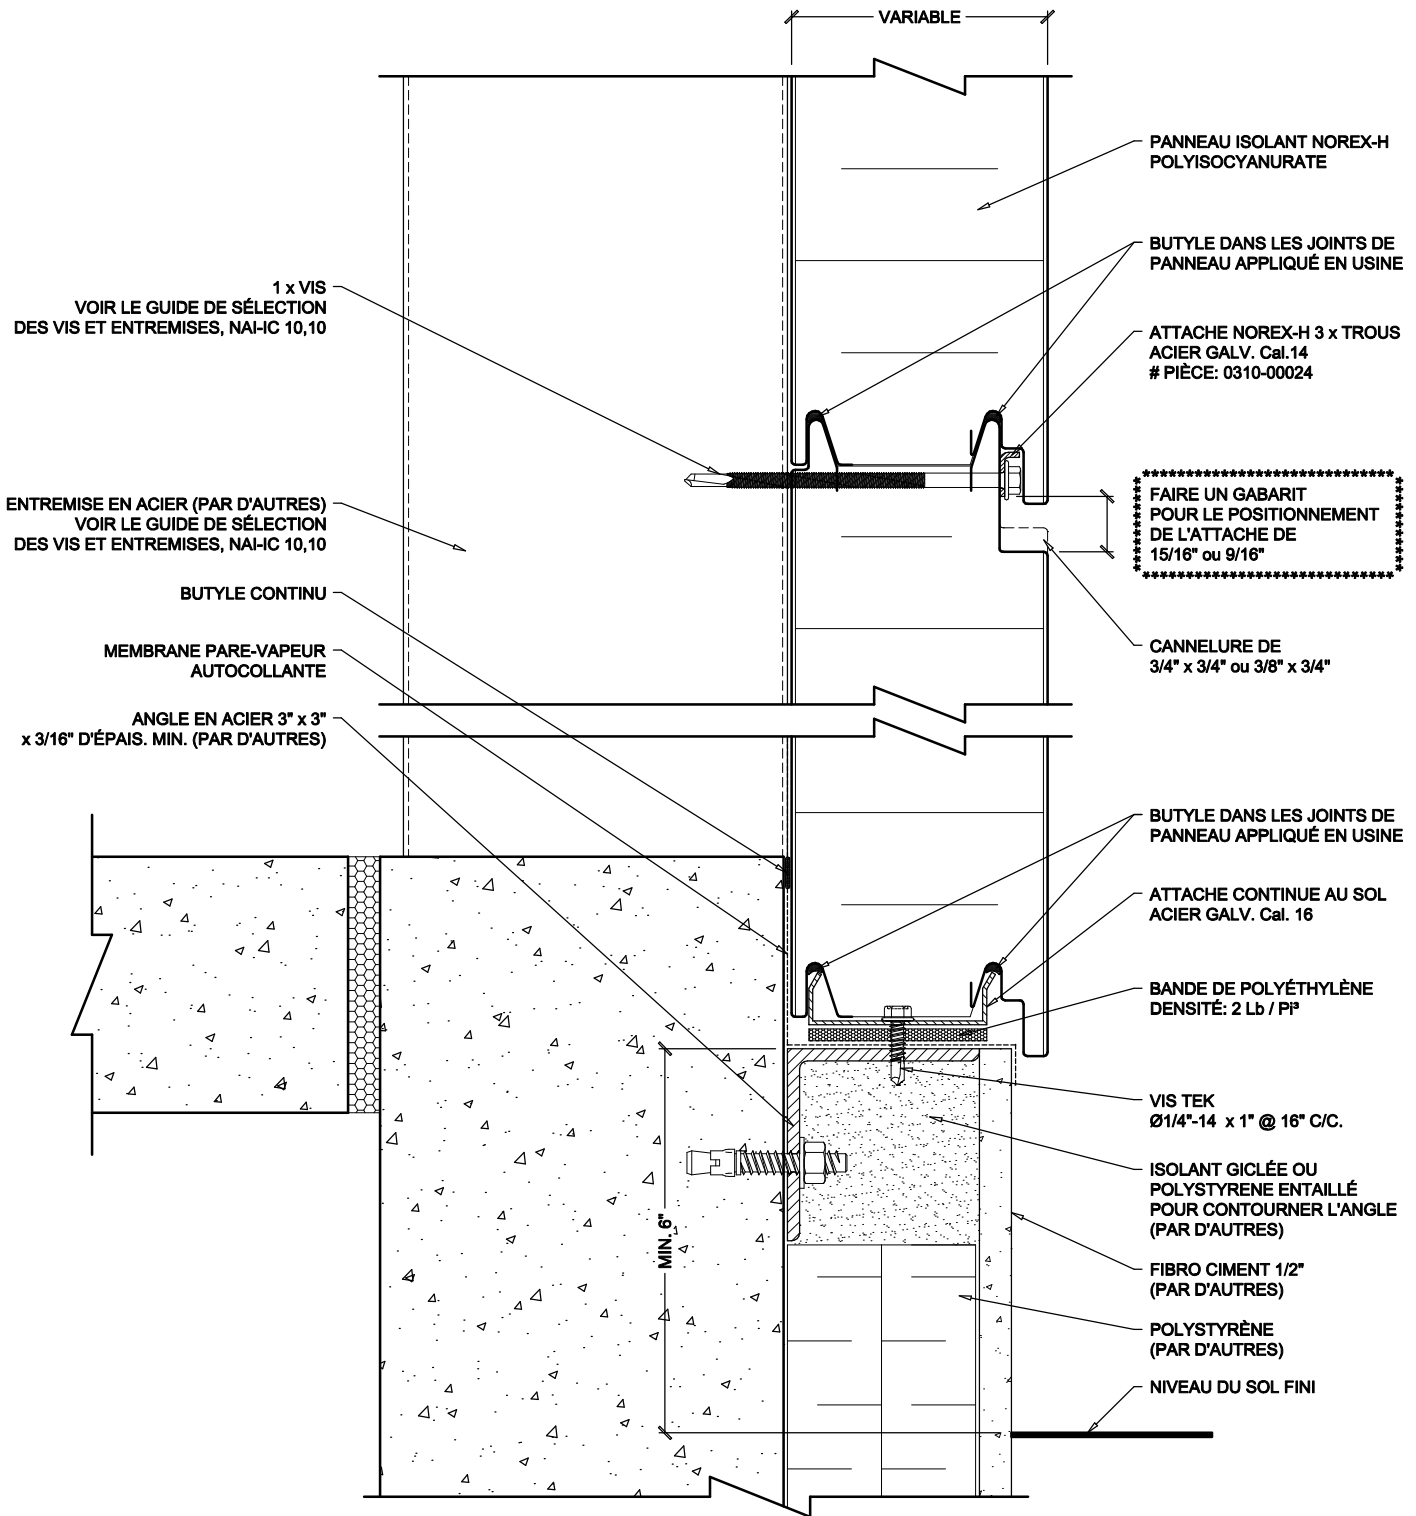 VARIABLE
PANNEAU ISOLANT NOREX-H
POLYISOCYANURATE
BUTYLE DANS LES JOINTS DE
PANNEAU APPLIQUÉ EN USINE
1 x VIS
VOIR LE GUIDE DE SÉLECTION
DES VIS ET ENTREMISES, NAI-IC 10,10
ATTACHE NOREX-H 3 x TROUS
ACIER GALV. Cal.14
# PIÈCE: 0310-00024
ENTREMISE EN ACIER (PAR D'AUTRES)
VOIR LE GUIDE DE SÉLECTION
DES VIS ET ENTREMISES, NAI-IC 10,10
FAIRE UN GABARIT
POUR LE POSITIONNEMENT
DE L'ATTACHE DE
15/16" ou 9/16"
BUTYLE CONTINU
MEMBRANE PARE-VAPEUR
AUTOCOLLANTE
CANNELURE DE
3/4" x 3/4" ou 3/8" x 3/4"
ANGLE EN ACIER 3" x 3"
x 3/16" D'ÉPAIS. MIN. (PAR D'AUTRES)
BUTYLE DANS LES JOINTS DE
PANNEAU APPLIQUÉ EN USINE
ATTACHE CONTINUE AU SOL
ACIER GALV. Cal. 16
BANDE DE POLYÉTHYLÈNE
DENSITÉ: 2 Lb / Pi³
VIS TEK
Ø1/4"-14 x 1" @ 16" C/C.
ISOLANT GICLÉE OU
POLYSTYRENE ENTAILLÉ
POUR CONTOURNER L'ANGLE
(PAR D'AUTRES)
MIN. 6"
FIBRO CIMENT 1/2"
(PAR D'AUTRES)
POLYSTYRÈNE
(PAR D'AUTRES)
NIVEAU DU SOL FINI